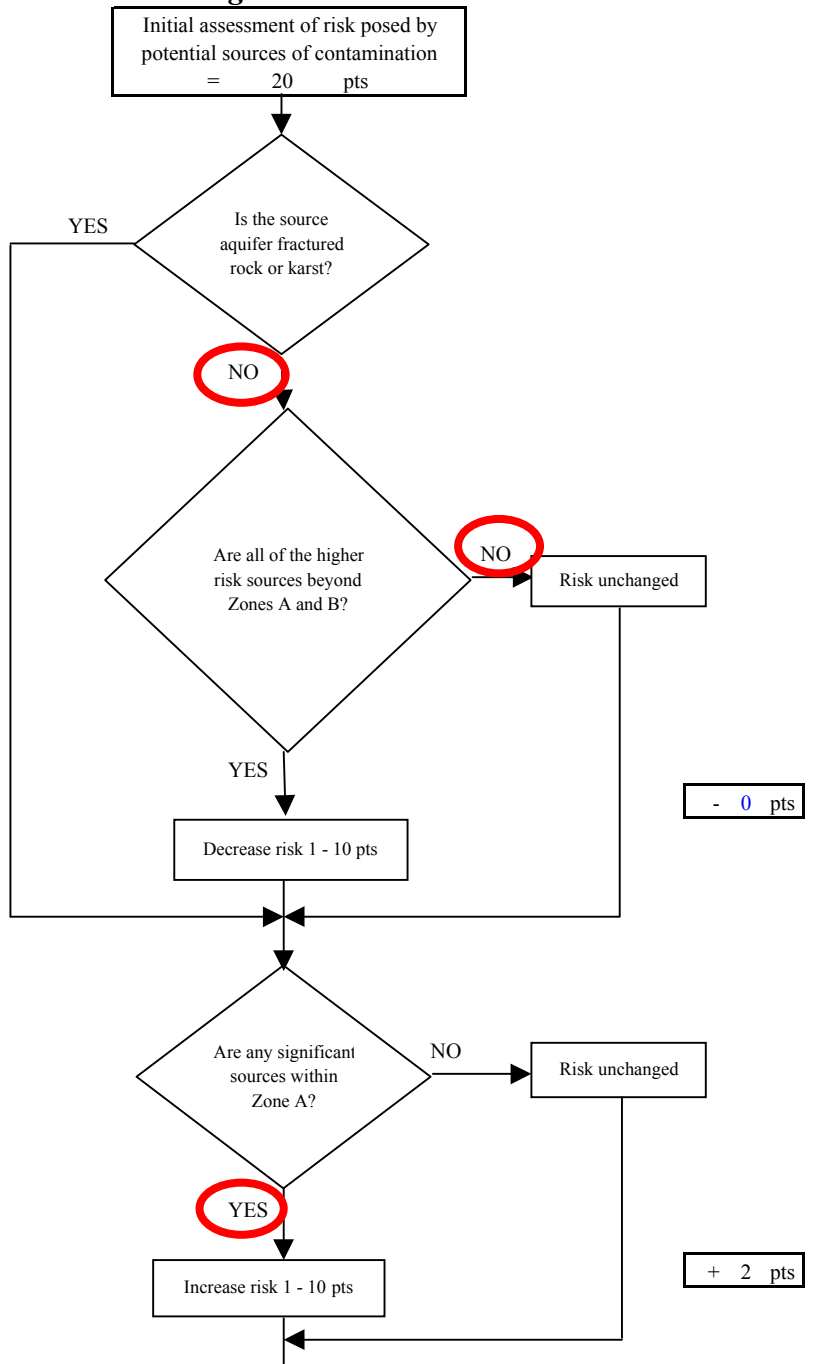 Initial assessment of risk posed by
potential sources of contamination
= 20 pts
YES
Is the source
aquifer fractured
rock or karst?
NO
Are all of the higher
risk sources beyond
Zones A and B?
NO
Risk unchanged
YES
- 0 pts
Decrease risk 1 - 10 pts
Are any significant
sources within
Zone A?
NO
Risk unchanged
YES
+ 2 pts
Increase risk 1 - 10 pts